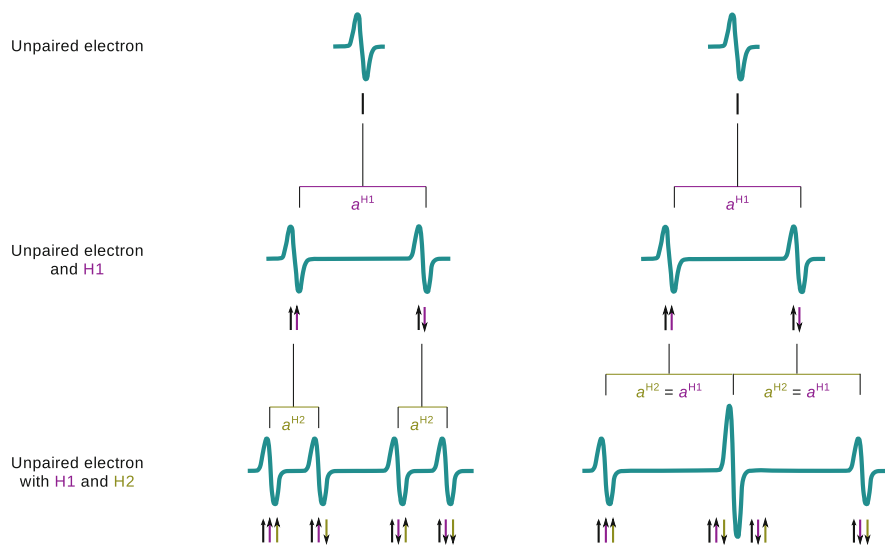 Unpaired electron
aH1
aH1
Unpaired electron
and H1
aH2
aH2
aH2 = aH1
aH2 = aH1
Unpaired electron
with H1 and H2